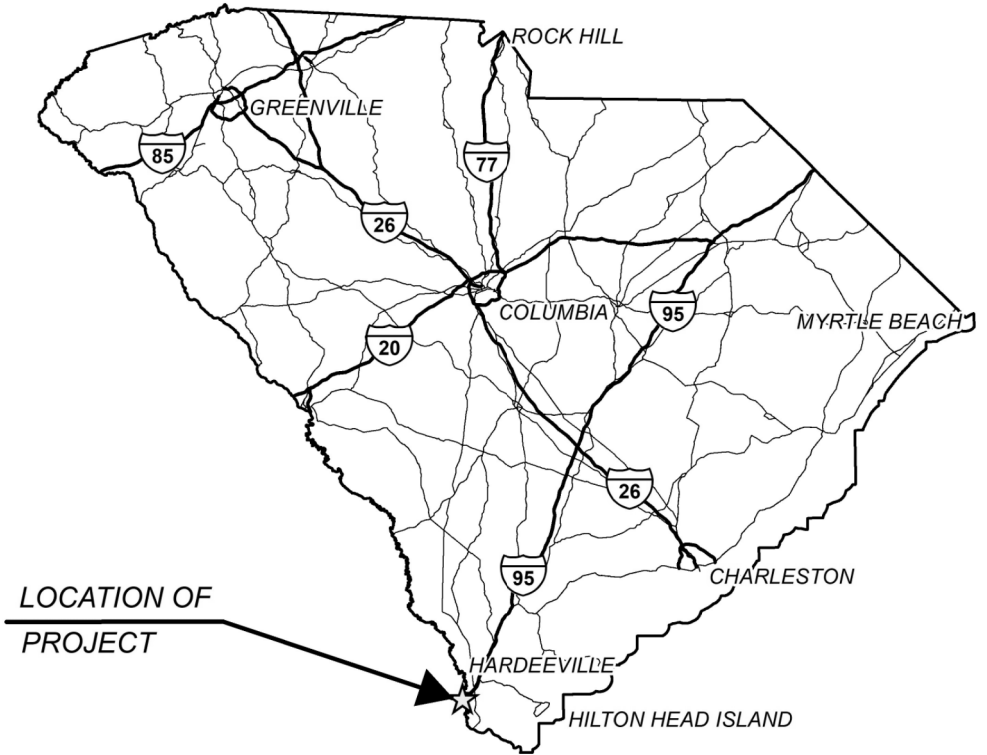 ROCK HILL
GREENVILLE
85
77
26
COLUMBIA
95
MYRTLE BEACH
20
26
95
CHARLESTON
LOCATION OF
PROJECT
HARDEEVILLE
HILTON HEAD ISLAND